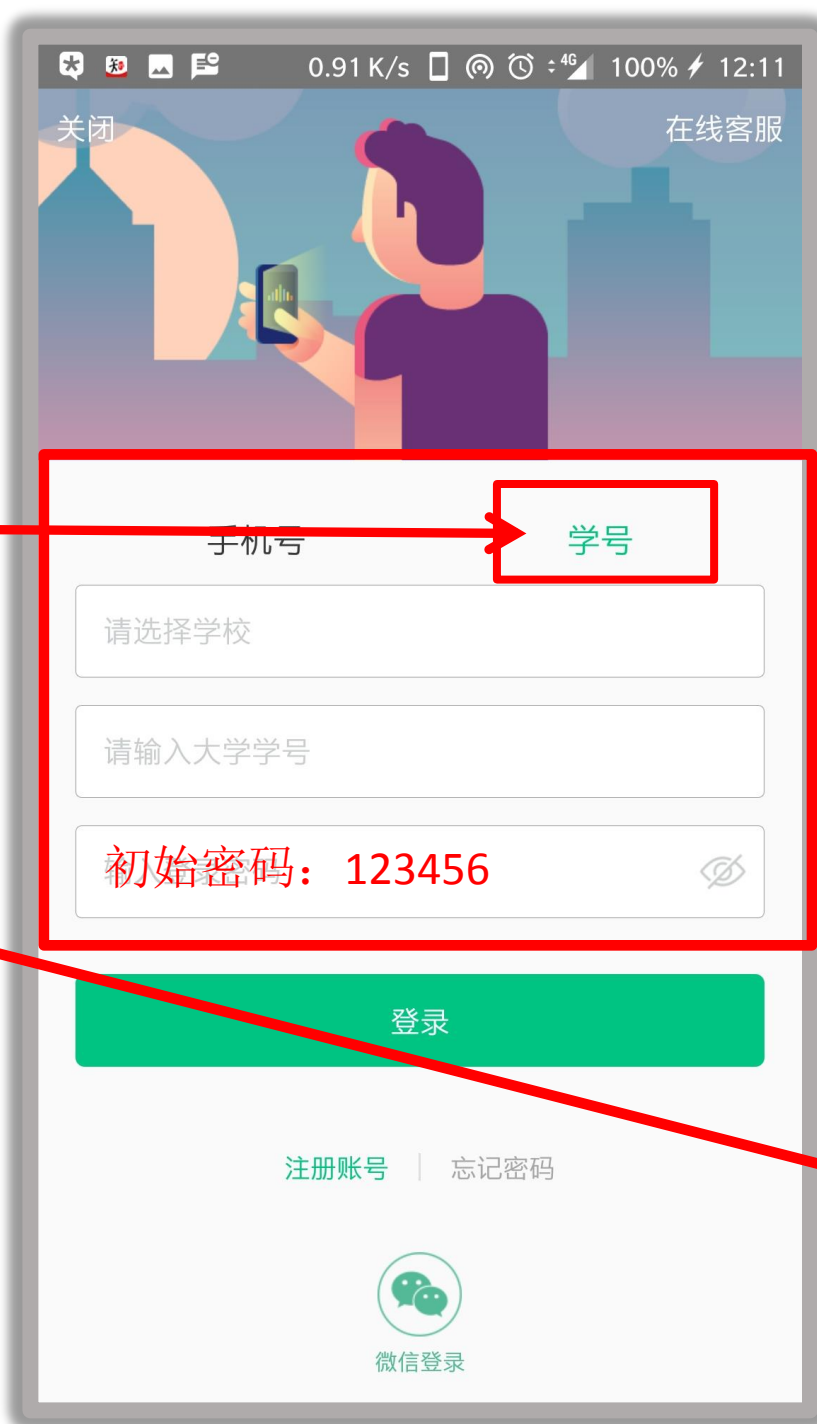 0.91 K/s 4G 100% 12:11
关闭 在线客服
手机号 学号
请选择学校
请输入大学学号
初始密码：123456
登录
注册账号 忘记密码
微信登录